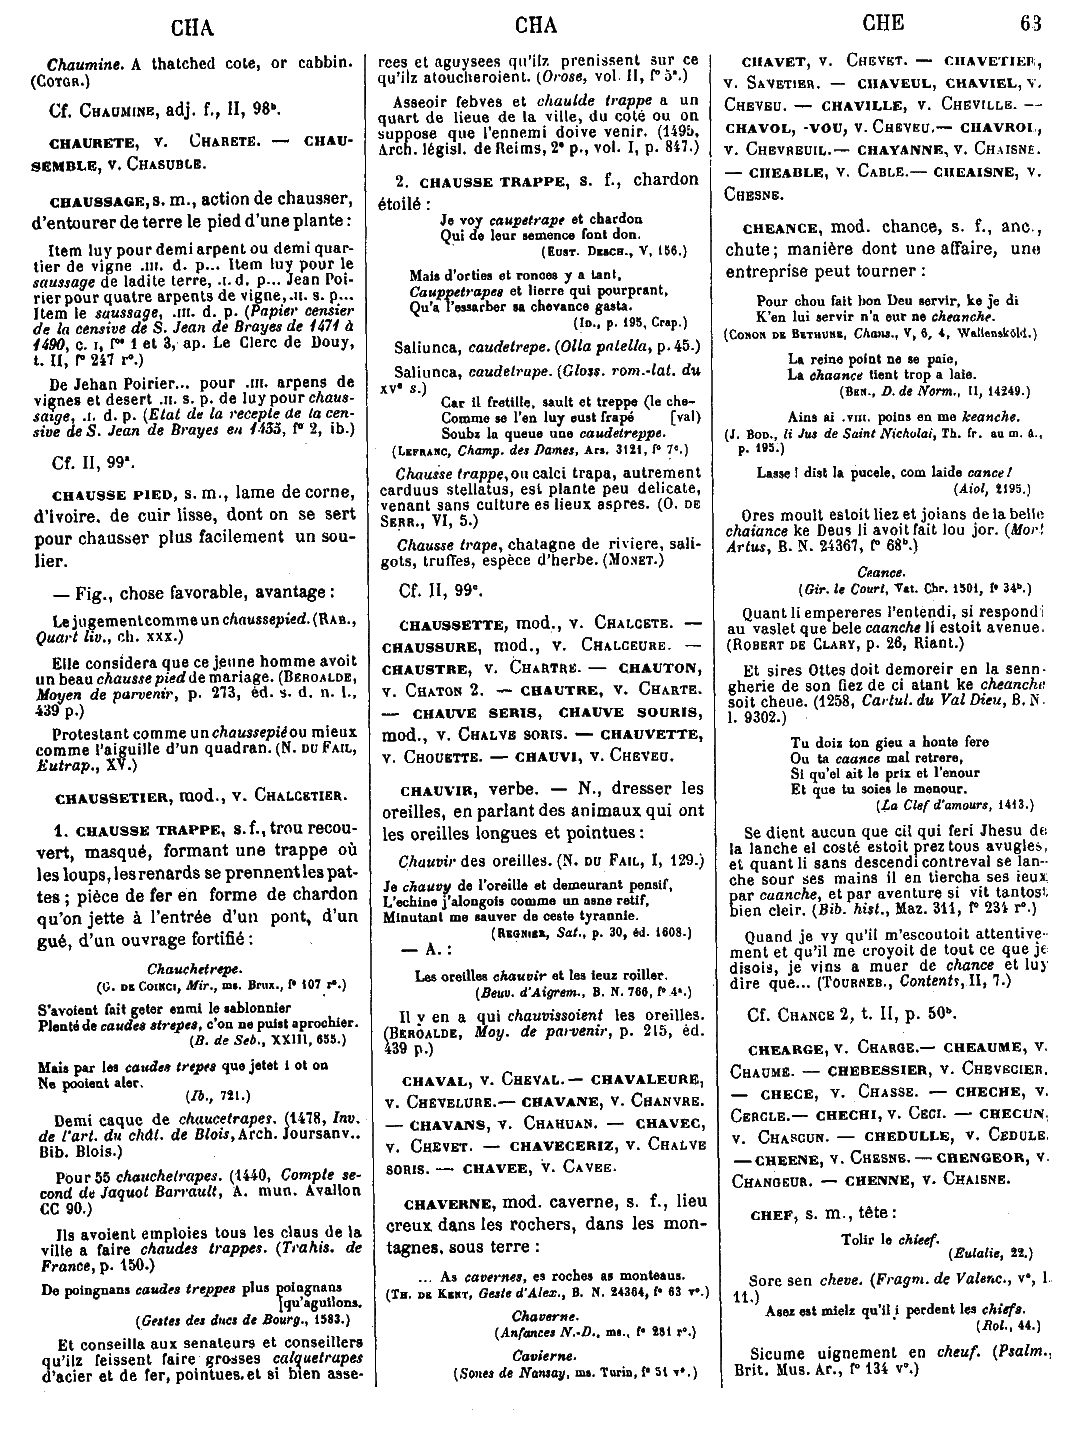 CHA
CHA
CHE
63
Chaumine. A thatched cote, or cabbin.
(COTGR.)
Cf. CHAUMINE, adj. f., II, 98b.
CHAURETE, V. CHARETE. — CHAU-
SEMBLE, V. CHASUBLE.
CHAUSSAGE, s. m., action de chausser,
d'entourer de terre le pied d'une plante :
Item luy pour demi arpent ou demi quar-
tier de vigne .III. d. p... Item luy pour le
saussage de ladite terre, .I. d. p... Jean Poi-
rier pour quatre arpents de vigne, .II. s. p...
Item le saussage, .III. d. p. (Papier censier
de la censive de S. Jean de Brayes de 1471 à
1490, c. I, fos 1 et 3, ap. Le Clerc de Douy,
t. II, f° 247 r°.)
De Jehan Poirier... pour .III. arpens de
vignes et desert .II. s. p. de luy pour chaus-
saige, .I. d. p. (Etat de la recepte de la cen-
sive de S. Jean de Brayes en 1455, f° 2, ib.)
Cf. II, 99a.
CHAUSSE PIED, s. m., lame de corne,
d'ivoire, de cuir lisse, dont on se sert
pour chausser plus facilement un sou-
lier.
— Fig., chose favorable, avantage :
Le jugement comme un chaussepied. (RAB.,
Quart liv., ch. XXX.)
Elle considera que ce jeune homme avoit
un beau chausse pied de mariage. (BEROALDE,
Moyen de parvenir, p. 273, éd. s. d. n. l.,
439 p.)
Protestant comme un chaussepié ou mieux
comme l'aiguille d'un quadran. (N. DU FAIL,
Eutrap., XV.)
CHAUSSETIER, mod., v. CHALCETIER.
1. CHAUSSE TRAPPE, s. f., trou recou-
vert, masqué, formant une trappe où
les loups, les renards se prennent les pat-
tes ; pièce de fer en forme de chardon
qu'on jette à l'entrée d'un pont, d'un
gué, d'un ouvrage fortifié :
Chauchetrepe.
(G. DE COINCI, Mir., ms. Brux., f° 107 r°.)
S'avoient fait geter enmi le sablonnier
Plenté de caudes strepes, c'on ne puist aprochier.
(B. de Seb., XXIII, 655.)
Mais par les caudes trepes que jetet i ot on
Ne pooient aler.
(Ib., 721.)
Demi caque de chaucetrapes. (1478, Inv.
de l'art. du chât. de Blois, Arch. Joursanv..
Bib. Blois.)
Pour 55 chauchetrapes. (1440, Compte se-
cond de Jaquot Barrault, A. mun. Avallon
CC 90.)
Ils avoient emploies tous les claus de la
ville a faire chaudes trappes. (Trahis. de
France, p. 150.)
De poingnans caudes treppes plus poingnans
[qu'aguillons.
(Gestes des ducs de Bourg., 1583.)
Et conseilla aux senateurs et conseillers
qu'ilz feissent faire grosses calquetrapes
d'acier et de fer, pointues, et si bien asse-
rees et aguysees qu'ilz prenissent sur ce
qu'ilz atoucheroient. (Orose, vol. II, f° 5a.)
Asseoir febves et chaulde trappe a un
quart de lieue de la ville, du coté ou on
suppose que l'ennemi doive venir. (1495,
Arch. législ. de Reims, 2e p., vol. I, p. 847.)
2. CHAUSSE TRAPPE, s. f., chardon
étoilé :
Je voy caupetrape et chardon
Qui de leur semence font don.
(EUST. DESCH., V, 156.)
Mais d'orties et ronces y a tant,
Cauppetrapes et lierre qui pourprant,
Qu'a l'essarber sa chevance gasta.
(ID., p. 195, Crap.)
Saliunca, caudetrepe. (Olla patella, p. 45.)
Saliunca, caudetrupe. (Gloss. rom.-lat. du
XVe s.)
Car il fretille, sault et treppe (le che-
Comme se l'en luy eust frapé [val)
Soubz la queue une caudetreppe.
(LEFRANC, Champ. des Dames, Ars. 3121, f° 7c.)
Chausse trappe, ou calci trapa, autrement
carduus stellatus, est plante peu delicate,
venant sans culture es lieux aspres. (O. DE
SERR., VI, 5.)
Chausse trape, chatagne de riviere, sali-
gots, truffes, espèce d'herbe. (MONET.)
Cf. II, 99c.
CHAUSSETTE, mod., v. CHALCETE. —
CHAUSSURE, mod., v. CHALCEURE. —
CHAUSTRE, V. CHARTRE. — CHAUTON,
V. CHATON 2. — CHAUTRE, V. CHARTE.
— CHAUVE SERIS, CHAUVE SOURIS,
mod., v. CHALVE SORIS. — CHAUVETTE,
V. CHOUETTE. — CHAUVI, V. CHEVEU.
CHAUVIR, verbe. — N., dresser les
oreilles, en parlant des animaux qui ont
les oreilles longues et pointues :
Chauvir des oreilles. (N. DU FAIL, I, 129.)
Je chauvy de l'oreille et demeurant pensif,
L'echine j'alongois comme un asne retif,
Minutant me sauver de ceste tyrannie.
(REGNIER, Sat., p. 30, éd. 1608.)
— A. :
Les oreilles chauvir et les ieuz roiller.
(Beuv. d'Aigrem., B. N. 766, f° 4a.)
Il y en a qui chauvissoient les oreilles.
(BEROALDE, Moy. de parvenir, p. 215, éd.
439 p.)
CHAVAL, V. CHEVAL. — CHAVALEURE,
V. CHEVELURE. — CHAVANE, V. CHANVRE.
— CHAVANS, V. CHAHUAN. — CHAVEC,
V. CHEVET. — CHAVECERIZ, V. CHALVE
SORIS. — CHAVEE, V. CAVEE.
CHAVERNE, mod. caverne, s. f., lieu
creux dans les rochers, dans les mon-
tagnes, sous terre :
... As cavernes, es roches as monteaus.
(TH. DE KENT, Geste d'Alex., B. N. 24364, f° 63 v°.)
Chaverne.
(Anfances N.-D., ms., f° 281 r°.)
Cavierne.
(Sones de Nansay, ms. Turin, f° 51 v°.)
CHAVET, V. CHEVET. — CHAVETIER,
V. SAVETIER. — CHAVEUL, CHAVIEL, V.
CHEVEU. — CHAVILLE, V. CHEVILLE. —
CHAVOL, -VOU, V. CHEVEU. — CHAVROL,
V. CHEVREUIL. — CHAYANNE, V. CHAISNE.
— CHEABLE, V. CABLE. — CHEAISNE, V.
CHESNE.
CHEANCE, mod. chance, s. f., anc.,
chute ; manière dont une affaire, une
entreprise peut tourner :
Pour chou fait bon Deu servir, ke je di
K'en lui servir n'a eur ne cheanche.
(CONON DE BETHUNE, Chans., V, 6, 4, Wallensköld.)
La reine point ne se paie,
La chaance tient trop a laie.
(BEN., D. de Norm., II, 14249.)
Ains ai .VIII. poins en me keanche.
(J. BOD., li Jus de Saint Nicholai, Th. fr. au m. â.,
p. 195.)
Lasse ! dist la pucele, com laide cance !
(Aiol, 2195.)
Ores moult estoit liez et joians de la belle
chaiance ke Deus li avoit fait lou jor. (Mort
Artus, B. N. 24367, f° 68b.)
Ceance.
(Gir. le Court, Vat. Chr. 1501, f° 34b.)
Quant li empereres l'entendi, si respondi
au vaslet que bele caanche li estoit avenue.
(ROBERT DE CLARY, p. 26, Riant.)
Et sires Ottes doit demoreir en la senn-
gherie de son fiez de ci atant ke cheanche
soit cheue. (1258, Cartul. du Val Dieu, B. N.
l. 9302.)
Tu doiz ton gieu a honte fere
Ou ta caance mal retrere,
Si qu'el ait le prix et l'enour
Et que tu soies le menour.
(La Clef d'amours, 1413.)
Se dient aucun que cil qui feri Jhesu de
la lanche el costé estoit prez tous avugles,
et quant li sans descendi contreval se lan-
che sour ses mains il en tiercha ses ieux
par caanche, et par aventure si vit tantost
bien cleir. (Bib. hist., Maz. 311, f° 234 r°.)
Quand je vy qu'il m'escoutoit attentive-
ment et qu'il me croyoit de tout ce que je
disois, je vins a muer de chance et luy
dire que... (TOURNEB., Contents, II, 7.)
Cf. CHANCE 2, t. II, p. 50b.
CHEARGE, V. CHARGE. — CHEAUME, V.
CHAUME. — CHEBESSIER, V. CHEVECIER.
— CHECE, V. CHASSE. — CHECHE, V.
CERCLE. — CHECHI, V. CECI. — CHECUN,
V. CHASCUN. — CHEDULLE, V. CEDULE.
— CHEENE, V. CHESNE. — CHENGEOR, V.
CHANGEUR. — CHENNE, V. CHAISNE.
CHEF, s. m., tête :
Tolir lo chieef.
(Eulalie, 22.)
Sore sen cheve. (Fragm. de Valenc., v°, l.
11.)
Asez est mielz qu'il i perdent les chiefs.
(Rol., 44.)
Sicume uignement en cheuf. (Psalm.,
Brit. Mus. Ar., f° 134 v°.)